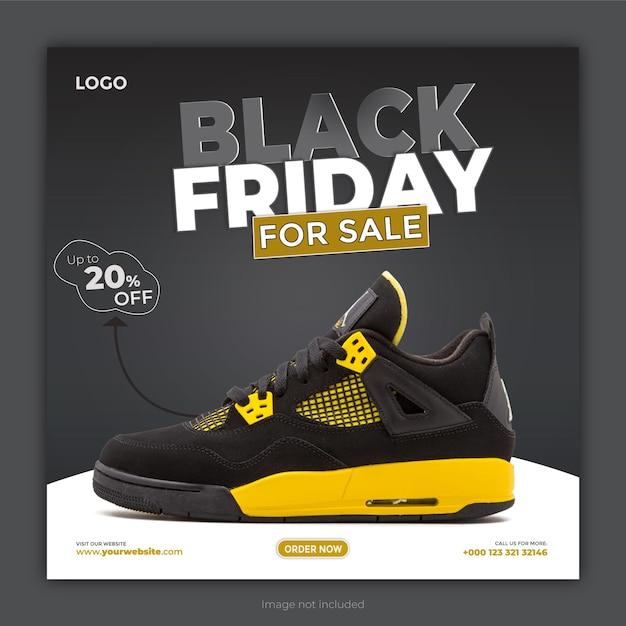 LOGO
BLACK
FRIDAY
FOR SALE
Up to
20%
OFF
VISIT OUR WEBSITE
www.yourwebsite.com
ORDER NOW
CALL US FOR MORE:
+000 123 321 32146
Image not included